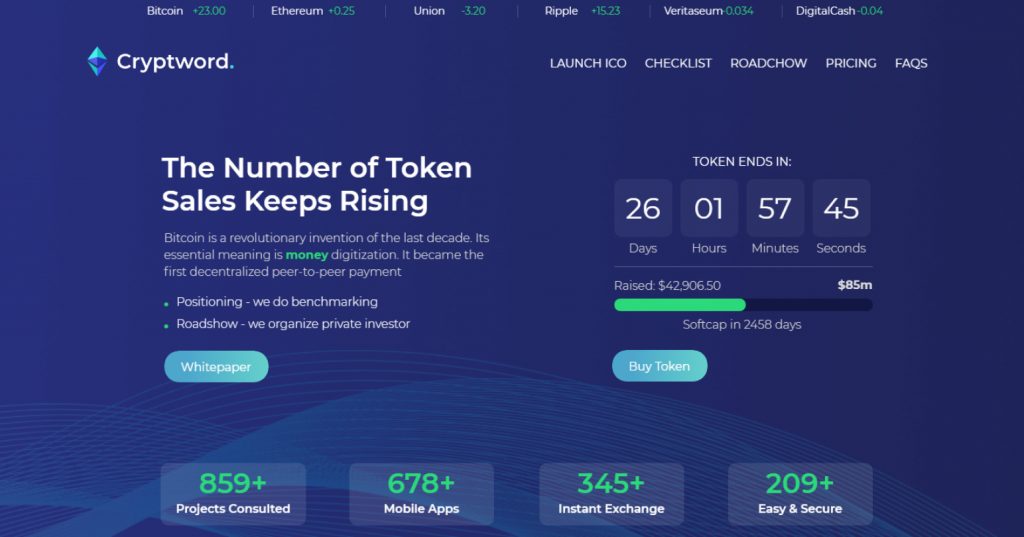 Bitcoin +23.00 Ethereum +0.25 Union -3.20 Ripple +15.23 Veritaseum -0.034 DigitalCash -0.04
Cryptword.
LAUNCH ICO CHECKLIST ROADCHOW PRICING FAQS
The Number of Token
Sales Keeps Rising
Bitcoin is a revolutionary invention of the last decade. Its
essential meaning is money digitization. It became the
first decentralized peer-to-peer payment
Positioning - we do benchmarking
Roadshow - we organize private investor
Whitepaper
TOKEN ENDS IN:
26 01 57 45
Days Hours Minutes Seconds
Raised: $42,906.50 $85m
Softcap in 2458 days
Buy Token
859+ 678+ 345+ 209+
Projects Consulted Mobile Apps Instant Exchange Easy & Secure